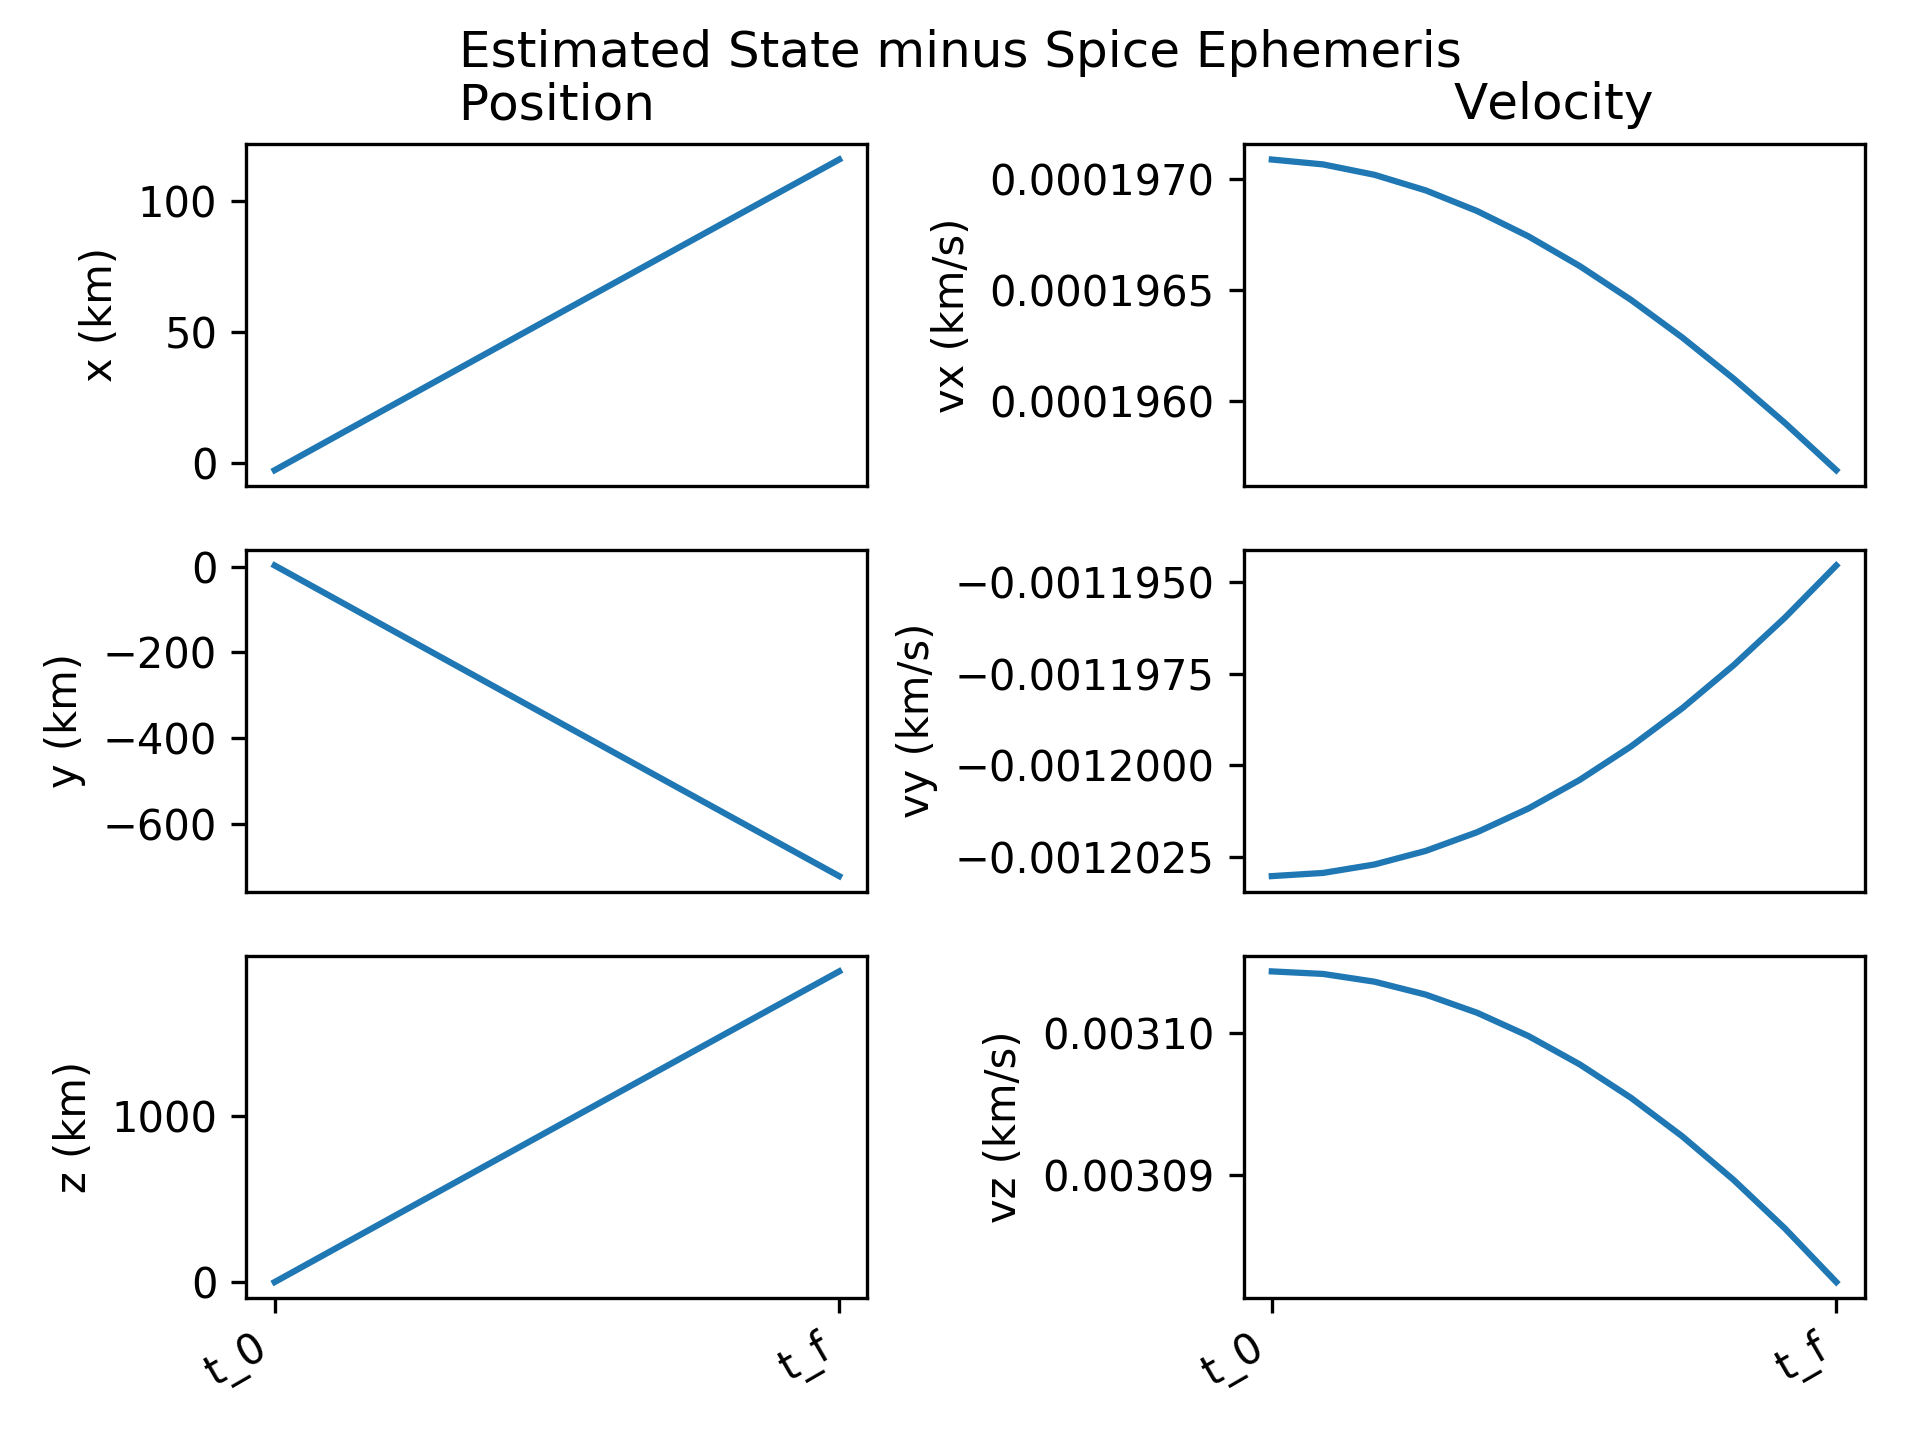 Estimated State minus Spice Ephemeris
Position
Velocity
x (km)
100
50
0
vx (km/s)
0.0001970
0.0001965
0.0001960
y (km)
0
−200
−400
−600
vy (km/s)
−0.0011950
−0.0011975
−0.0012000
−0.0012025
z (km)
1000
0
t_0
t_f
vz (km/s)
0.00310
0.00309
t_0
t_f